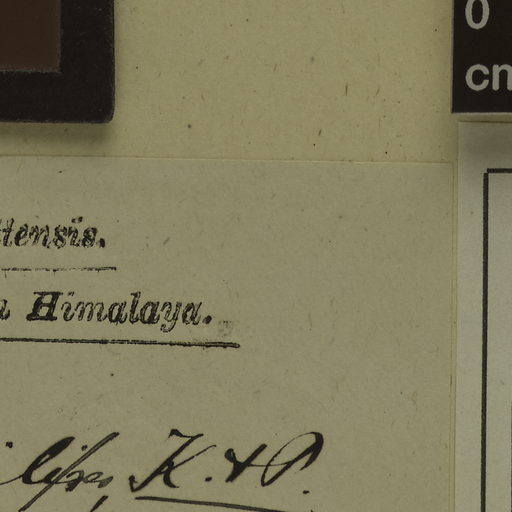 0
cm
ttensis.
Himalaya.
K. & P.